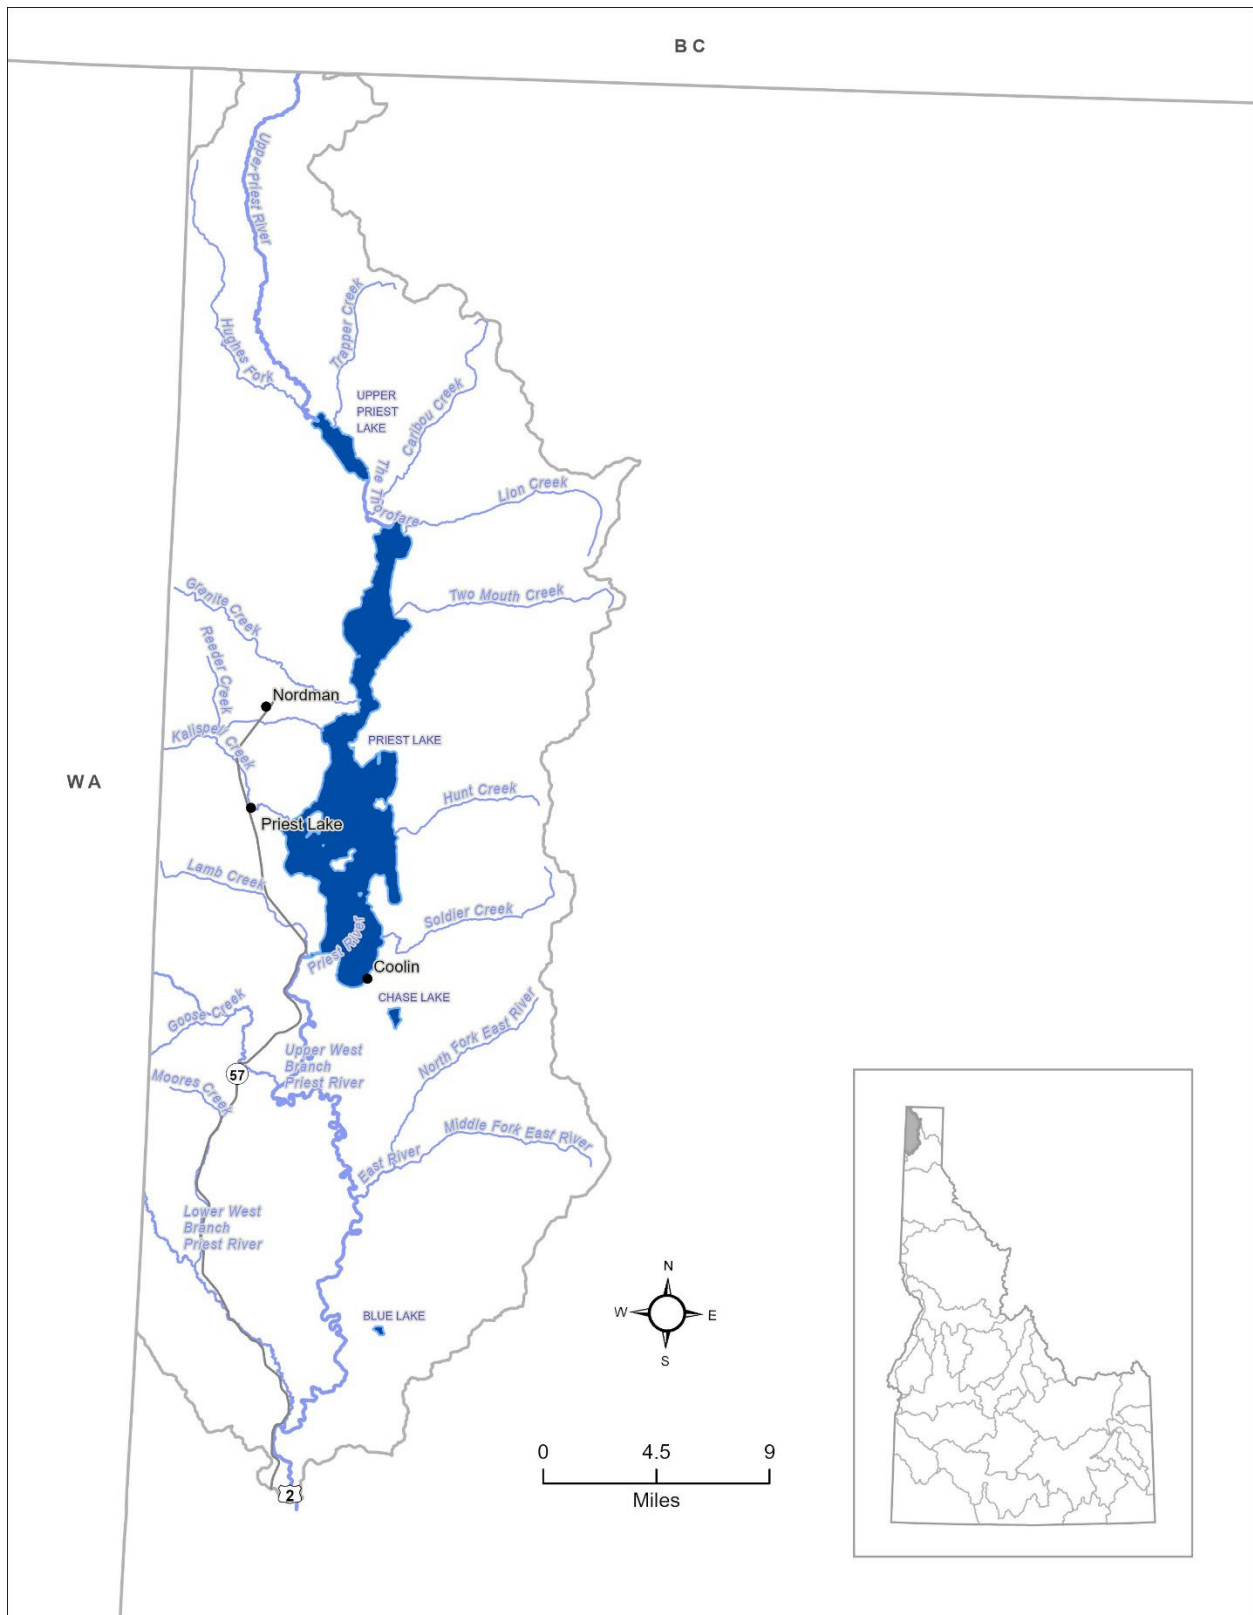 BC
Upper Priest River
Trapper Creek
Hughes Fork
UPPER
PRIEST
LAKE
Caribou Creek
The Thorofare
Lion Creek
Granite Creek
Two Mouth Creek
Reeder Creek
Nordman
Kalispell Creek
PRIEST LAKE
WA
Hunt Creek
Priest Lake
Lamb Creek
Soldier Creek
Priest River
Coolin
CHASE LAKE
Goose Creek
North Fork East River
Upper West
Branch
Priest River
57
Moores Creek
Middle Fork East River
East River
Lower West
Branch
Priest River
N
W
E
S
BLUE LAKE
0 4.5 9
Miles
2